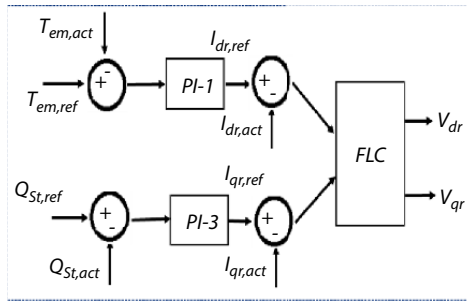 T_em,act
I_dr,ref
+
-
PI-1
+
-
T_em,ref
I_dr,act
FLC
V_dr
Q_St,ref
I_qr,ref
V_qr
+
-
PI-3
+
-
Q_St,act
I_qr,act